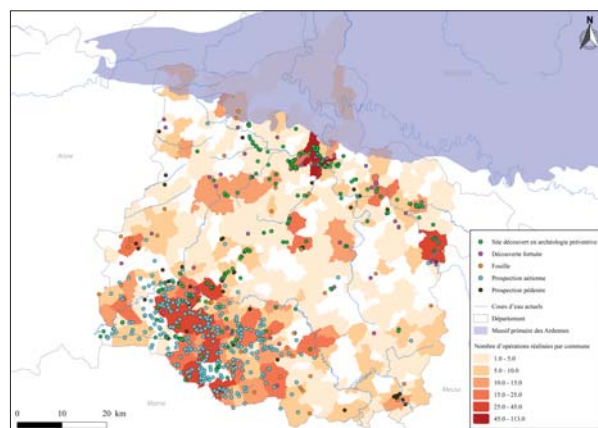 N
Aisne
Site découvert en archéologie préventive
Découverte fortuite
Fouille
Prospection aérienne
Prospection pédestre
Cours d'eau actuels
Département
Massif primaire des Ardennes
Nombre d'opérations réalisées par commune
1.0 - 5.0
5.0 - 10.0
10.0 - 15.0
15.0 - 25.0
25.0 - 45.0
45.0 - 113.0
Meuse
Marne
0 10 20 km